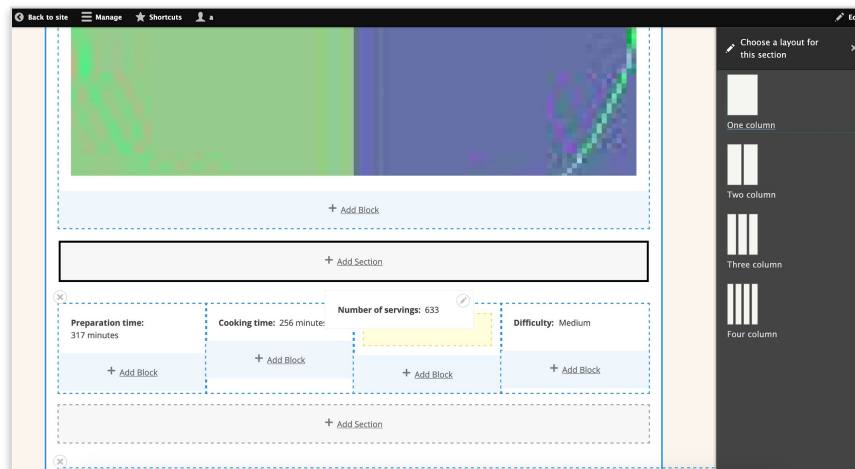 Back to site Manage Shortcuts a
Choose a layout for
this section
One column
Two column
Three column
Four column
+ Add Block
+ Add Section
Preparation time:
317 minutes
Cooking time: 256 minutes
Number of servings: 633
Difficulty: Medium
+ Add Block
+ Add Block
+ Add Block
+ Add Block
+ Add Section